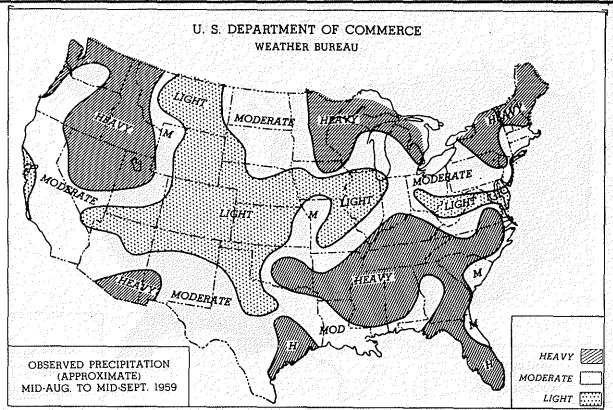 U. S. DEPARTMENT OF COMMERCE
WEATHER BUREAU
LIGHT
HEAVY
MODERATE
HEAVY
HEAVY
M
MODERATE
MODERATE
LIGHT
M
LIGHT
LIGHT
HEAVY
HEAVY
MODERATE
M
M
MOD
H
H
OBSERVED PRECIPITATION
(APPROXIMATE)
MID-AUG. TO MID-SEPT. 1959
HEAVY
MODERATE
LIGHT